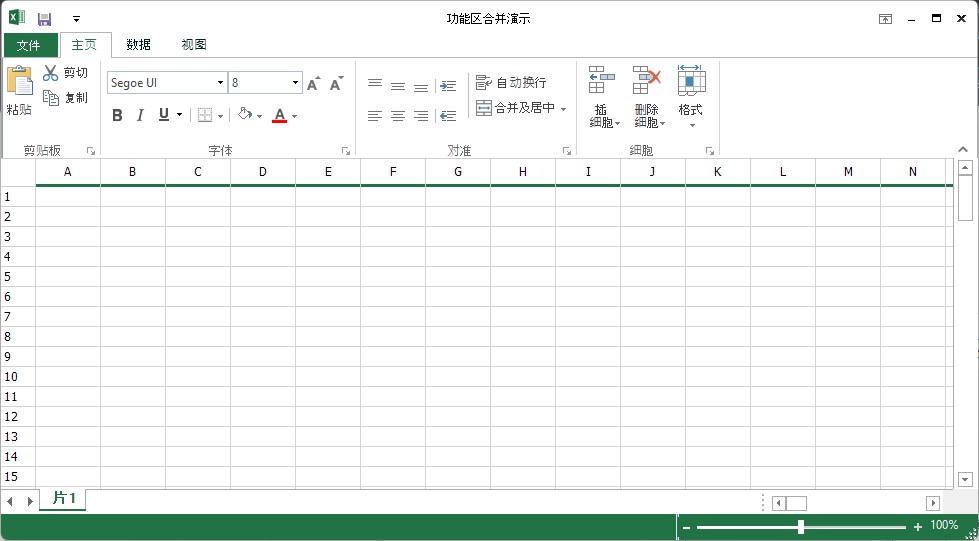 功能区合并演示
文件 主页 数据 视图
粘贴
剪切
复制
剪贴板
Segoe UI 8 A A
B I U A
字体
自动换行
合并及居中
对准
插
细胞
删除
细胞
格式
细胞
A B C D E F G H I J K L M N
1
2
3
4
5
6
7
8
9
10
11
12
13
14
15
片1
100%